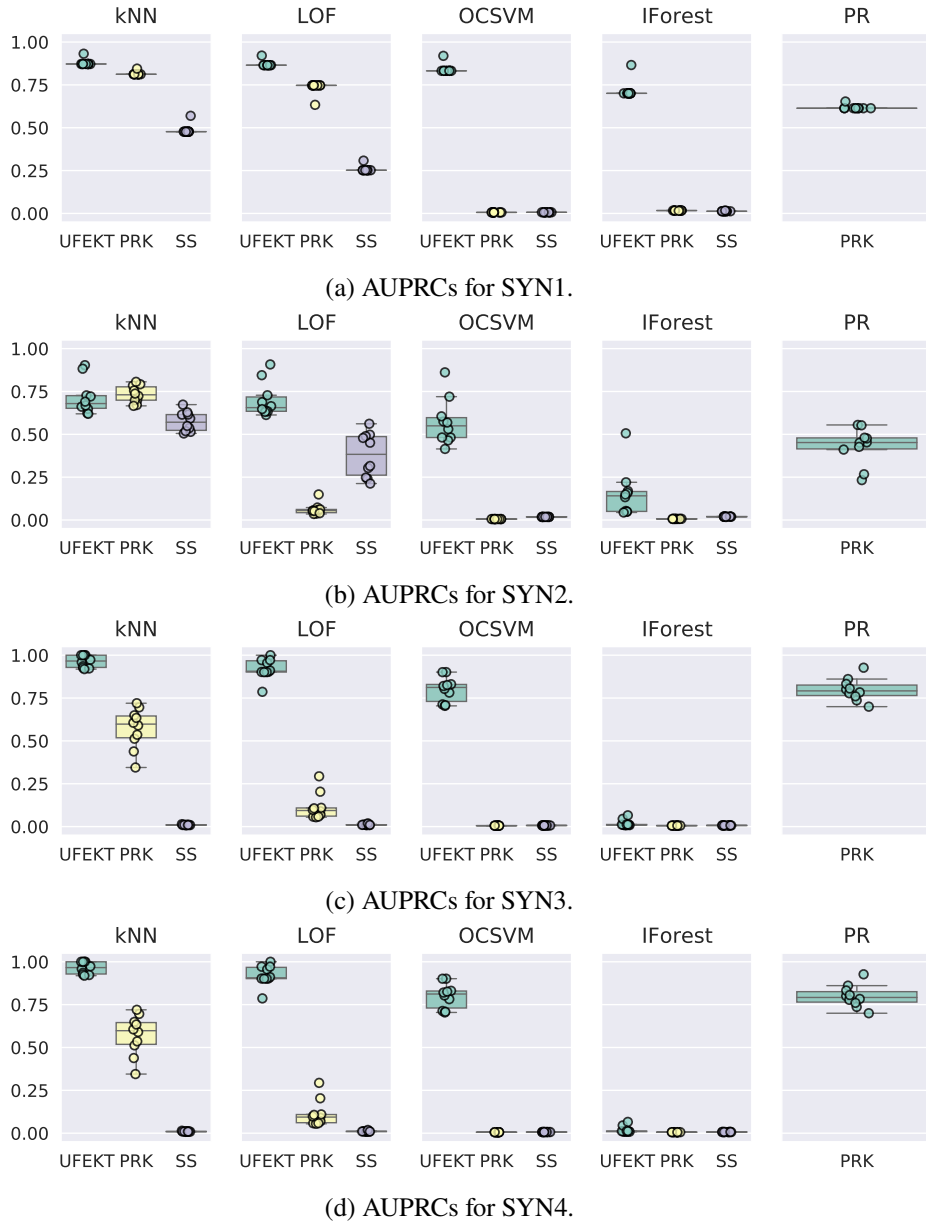 kNN LOF OCSVM IForest PR
1.00
0.75
0.50
0.25
0.00
UFEKT PRK SS UFEKT PRK SS UFEKT PRK SS UFEKT PRK SS PRK
(a) AUPRCs for SYN1.
kNN LOF OCSVM IForest PR
1.00
0.75
0.50
0.25
0.00
UFEKT PRK SS UFEKT PRK SS UFEKT PRK SS UFEKT PRK SS PRK
(b) AUPRCs for SYN2.
kNN LOF OCSVM IForest PR
1.00
0.75
0.50
0.25
0.00
UFEKT PRK SS UFEKT PRK SS UFEKT PRK SS UFEKT PRK SS PRK
(c) AUPRCs for SYN3.
kNN LOF OCSVM IForest PR
1.00
0.75
0.50
0.25
0.00
UFEKT PRK SS UFEKT PRK SS UFEKT PRK SS UFEKT PRK SS PRK
(d) AUPRCs for SYN4.